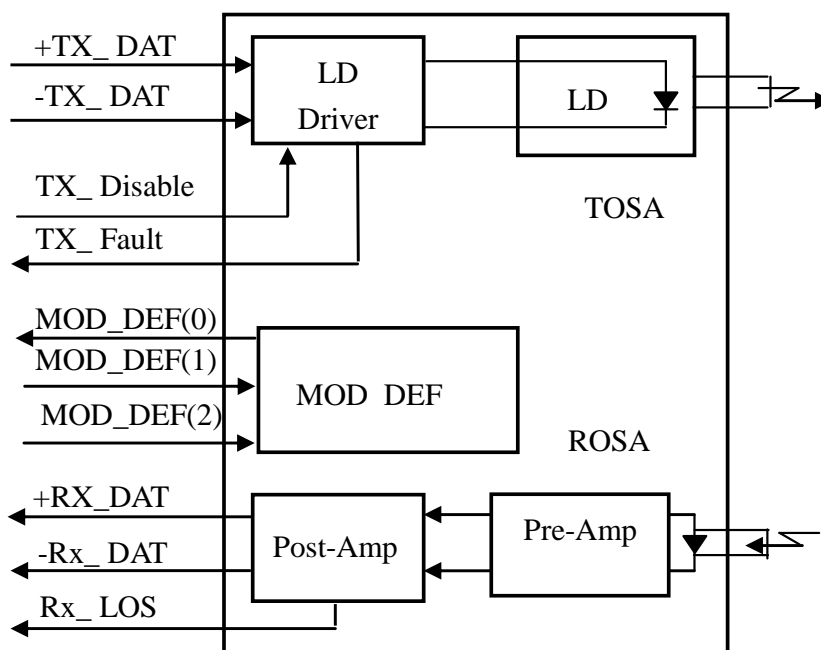 +TX_ DAT
-TX_ DAT
TX_ Disable
TX_ Fault
LD
Driver
LD
TOSA
MOD_DEF(0)
MOD_DEF(1)
MOD_DEF(2)
MOD DEF
ROSA
+RX_DAT
-Rx_ DAT
Rx_ LOS
Post-Amp
Pre-Amp